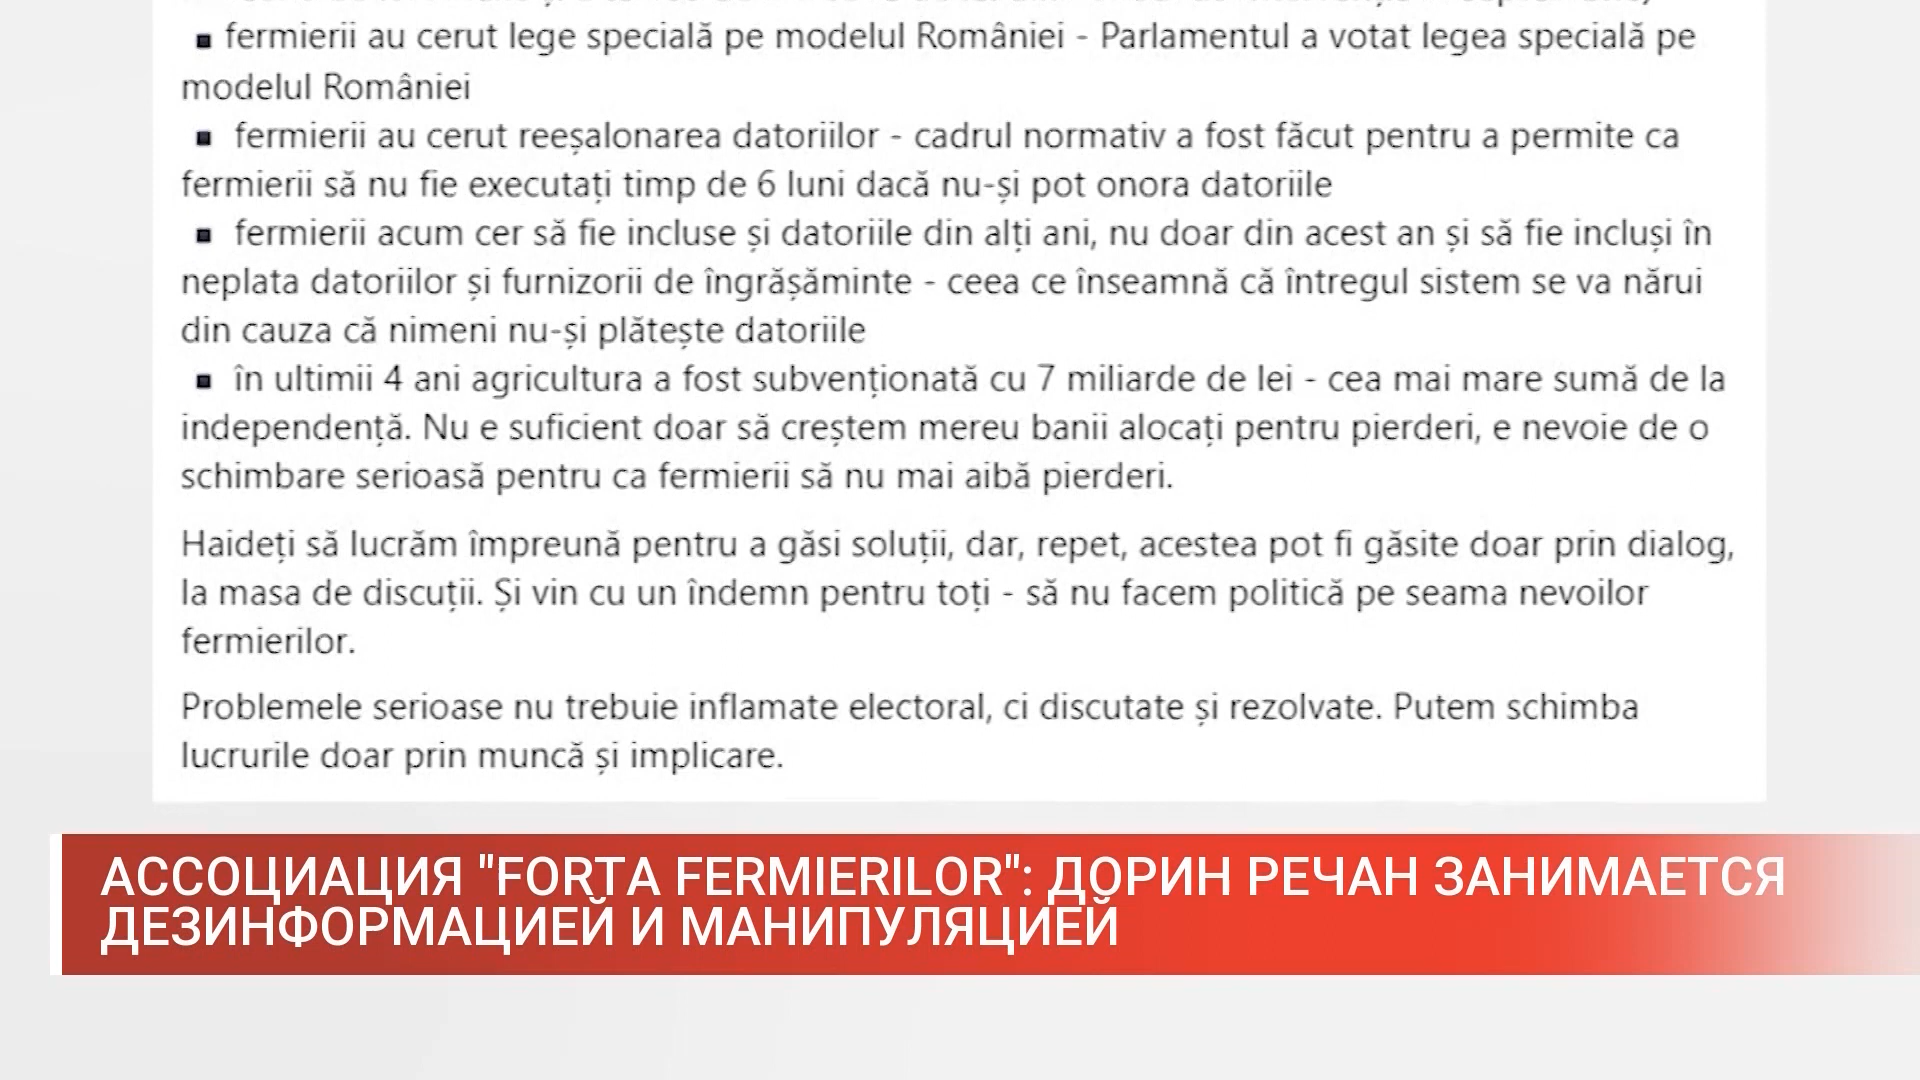 ▪ fermierii au cerut lege specială pe modelul României - Parlamentul a votat legea specială pe
modelul României
▪ fermierii au cerut reeșalonarea datoriilor - cadrul normativ a fost făcut pentru a permite ca
fermierii să nu fie executați timp de 6 luni dacă nu-și pot onora datoriile
▪ fermierii acum cer să fie incluse și datoriile din alți ani, nu doar din acest an și să fie incluși în
neplata datoriilor și furnizorii de îngrășăminte - ceea ce înseamnă că întregul sistem se va nărui
din cauza că nimeni nu-și plătește datoriile
▪ în ultimii 4 ani agricultura a fost subvenționată cu 7 miliarde de lei - cea mai mare sumă de la
independență. Nu e suficient doar să creștem mereu banii alocați pentru pierderi, e nevoie de o
schimbare serioasă pentru ca fermierii să nu mai aibă pierderi.
Haideți să lucrăm împreună pentru a găsi soluții, dar, repet, acestea pot fi găsite doar prin dialog,
la masa de discuții. Și vin cu un îndemn pentru toți - să nu facem politică pe seama nevoilor
fermierilor.
Problemele serioase nu trebuie inflamate electoral, ci discutate și rezolvate. Putem schimba
lucrurile doar prin muncă și implicare.
АССОЦИАЦИЯ "FORTA FERMIERILOR": ДОРИН РЕЧАН ЗАНИМАЕТСЯ
ДЕЗИНФОРМАЦИЕЙ И МАНИПУЛЯЦИЕЙ